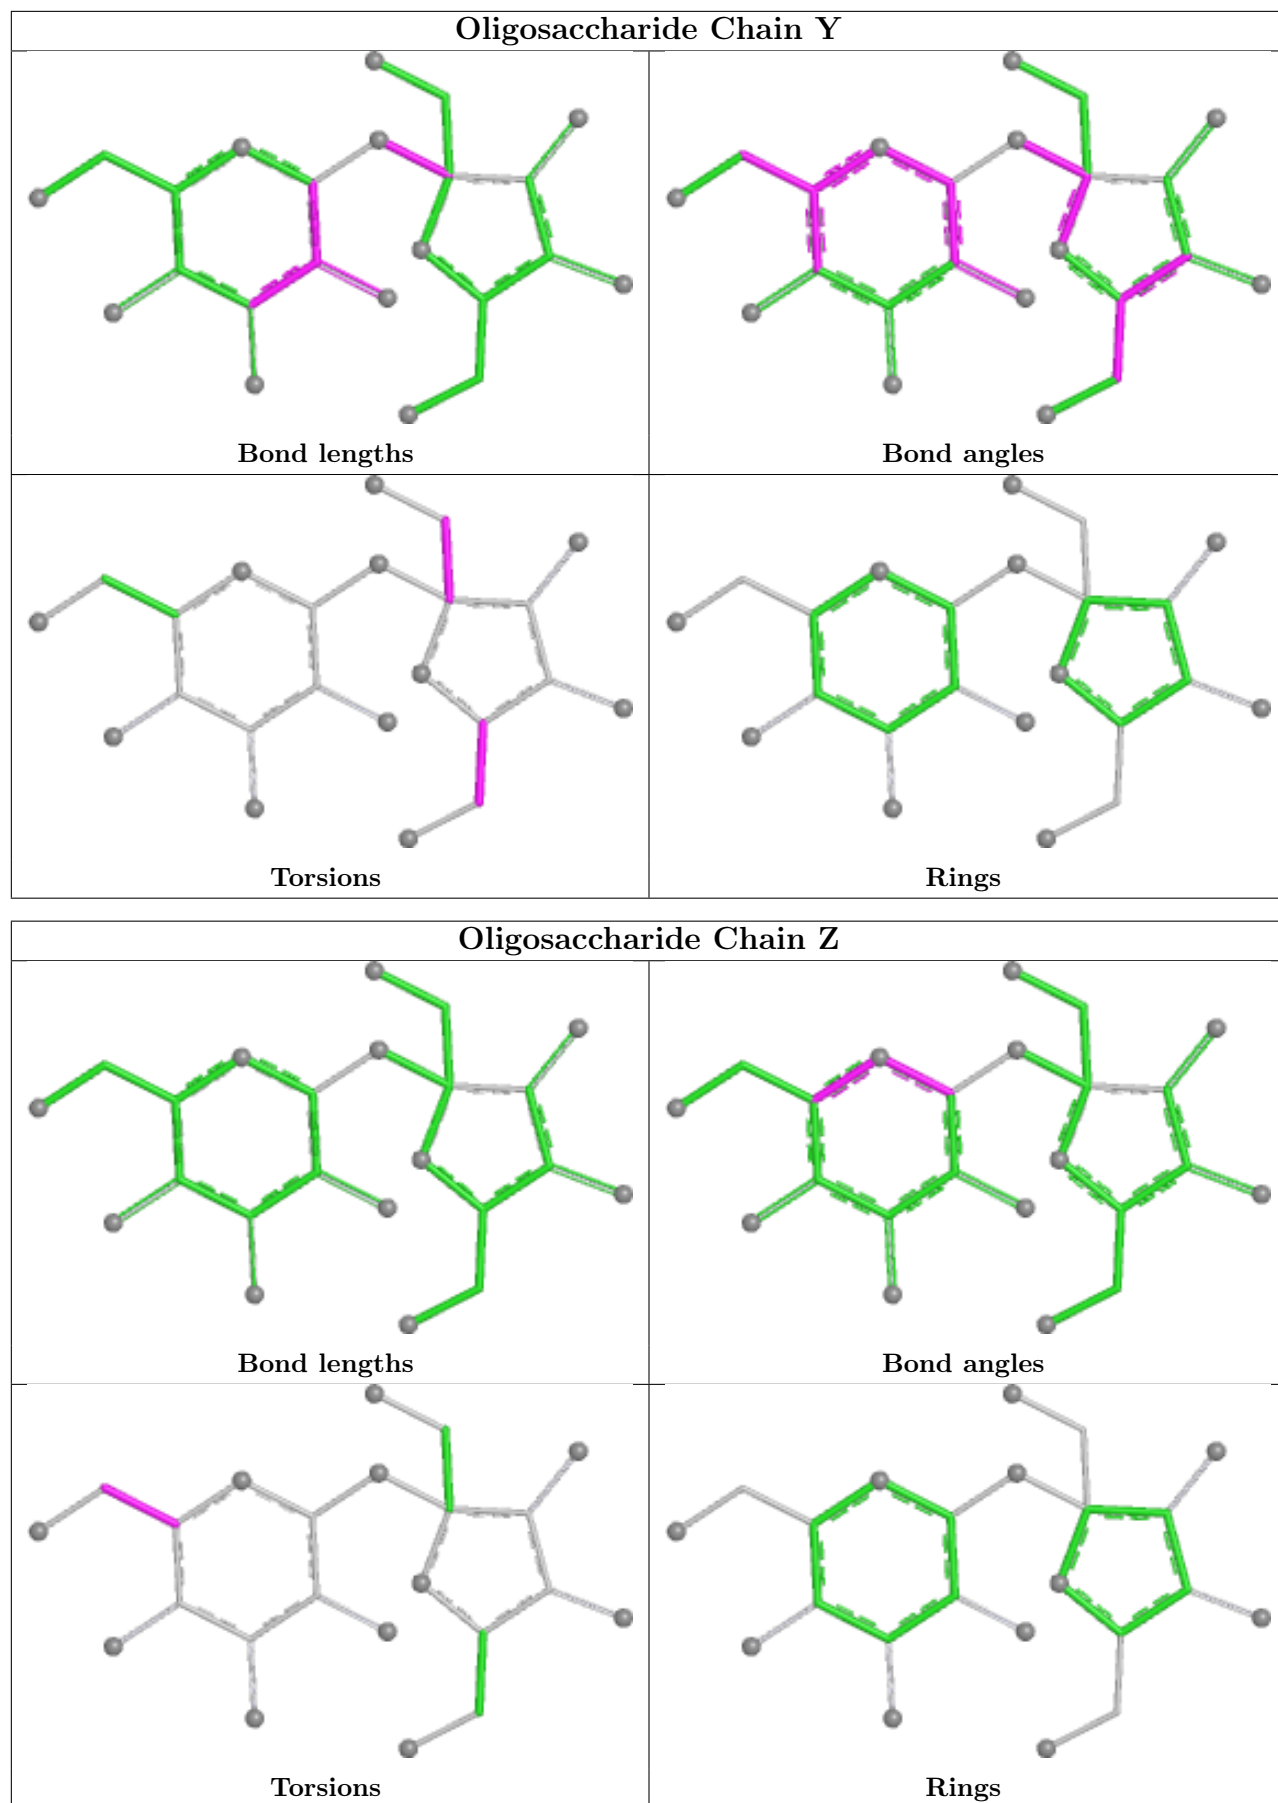 Oligosaccharide Chain Y
Bond lengths
Bond angles
Torsions
Rings
Oligosaccharide Chain Z
Bond lengths
Bond angles
Torsions
Rings